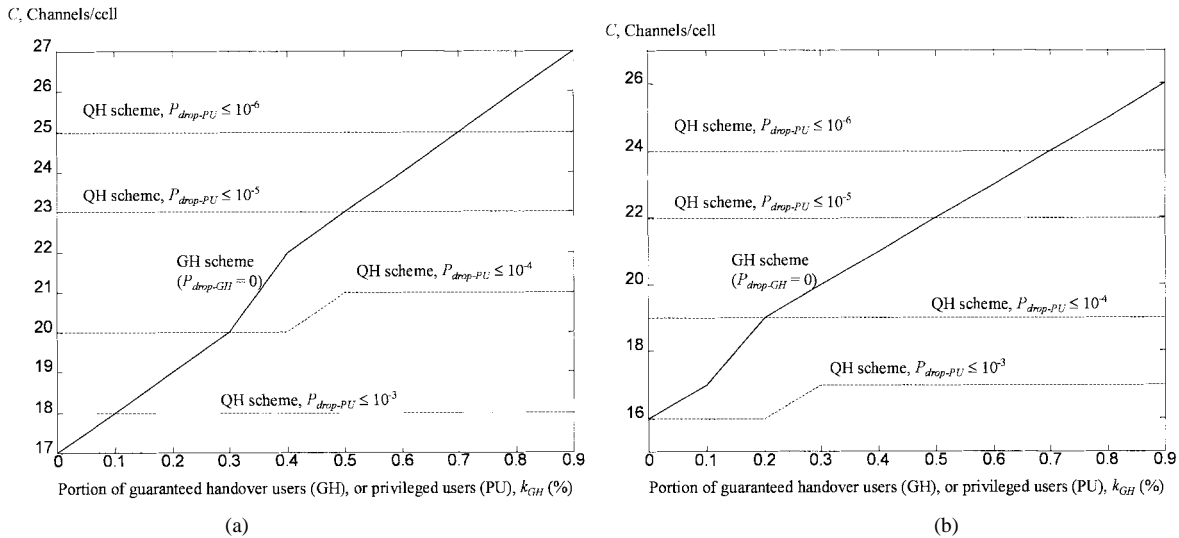 C, Channels/cell
27
26
QH scheme, P_drop-PU ≤ 10^-6
25
24
QH scheme, P_drop-PU ≤ 10^-5
23
22
GH scheme
(P_drop-GH = 0)
QH scheme, P_drop-PU ≤ 10^-4
21
20
19
QH scheme, P_drop-PU ≤ 10^-3
18
17
0 0.1 0.2 0.3 0.4 0.5 0.6 0.7 0.8 0.9
Portion of guaranteed handover users (GH), or privileged users (PU), k_GH (%)
(a)
C, Channels/cell
26
QH scheme, P_drop-PU ≤ 10^-6
24
QH scheme, P_drop-PU ≤ 10^-5
22
GH scheme
(P_drop-GH = 0)
20
QH scheme, P_drop-PU ≤ 10^-4
18
QH scheme, P_drop-PU ≤ 10^-3
16
0 0.1 0.2 0.3 0.4 0.5 0.6 0.7 0.8 0.9
Portion of guaranteed handover users (GH), or privileged users (PU), k_GH (%)
(b)